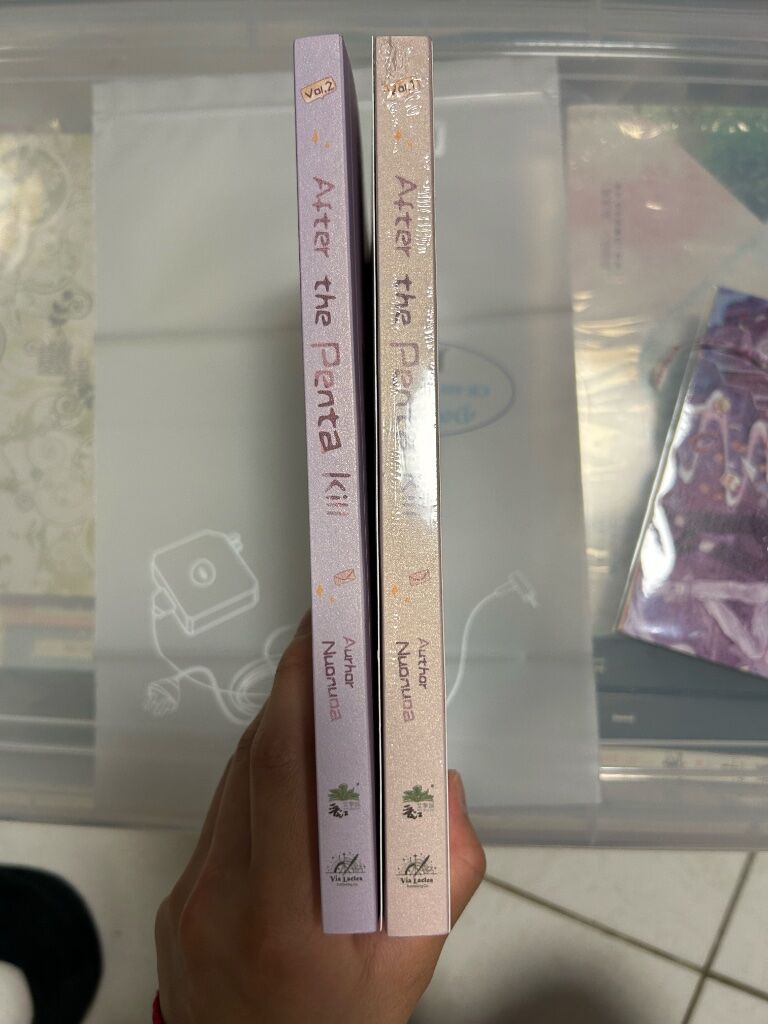 Vol.2
After the Penta kill
Aurhor
Nuonuoa
Via Lactea
Vol.1
After the Penta kill
Author
Nuonuoa
Via Lactea